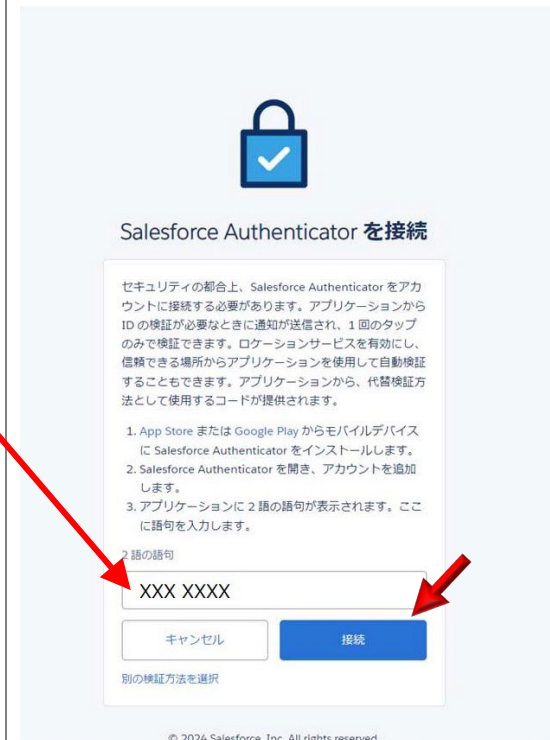 Salesforce Authenticator を接続
セキュリティの都合上、Salesforce Authenticator をアカ
ウントに接続する必要があります。アプリケーションから
ID の検証が必要なときに通知が送信され、1 回のタップ
のみで検証できます。ロケーションサービスを有効にし、
信頼できる場所からアプリケーションを使用して自動検証
することもできます。アプリケーションから、代替検証方
法として使用するコードが提供されます。
1. App Store または Google Play からモバイルデバイス
に Salesforce Authenticator をインストールします。
2. Salesforce Authenticator を開き、アカウントを追加
します。
3. アプリケーションに 2 語の語句が表示されます。ここ
に語句を入力します。
2 語の語句
XXX XXXX
キャンセル 接続
別の検証方法を選択
© 2024 Salesforce, Inc. All rights reserved.